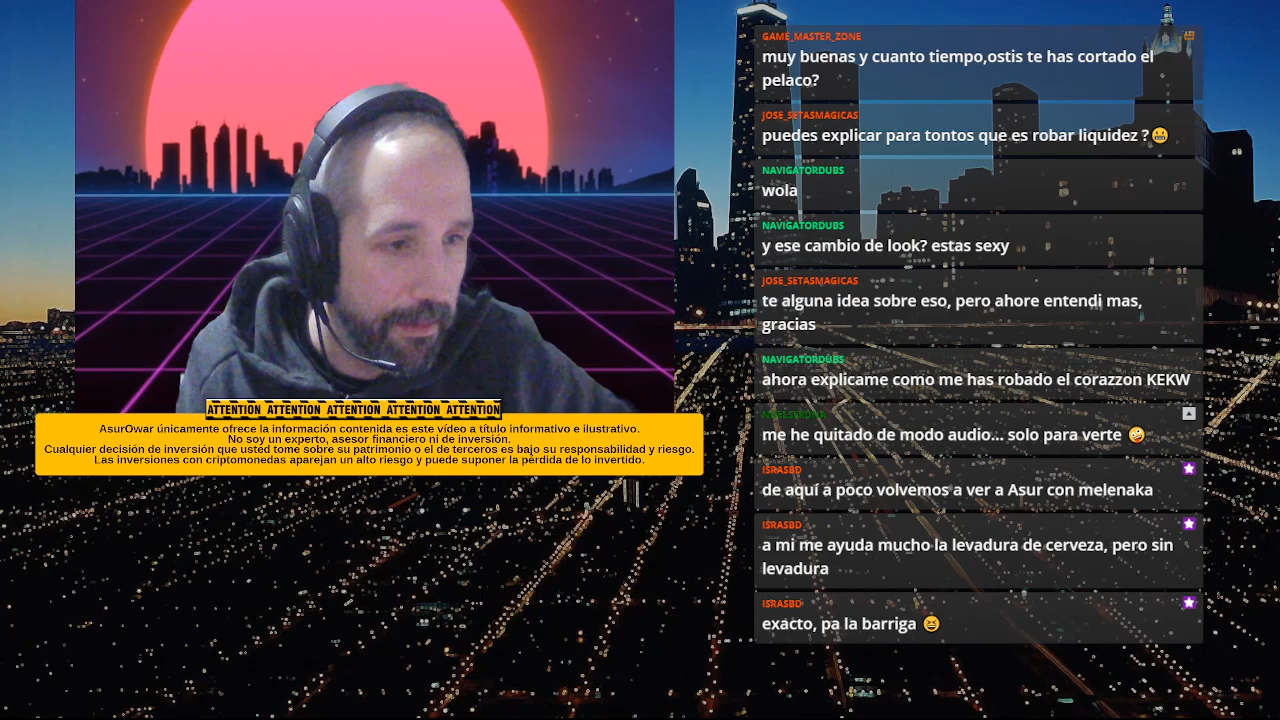 GAME_MASTER_ZONE
muy buenas y cuanto tiempo,ostis te has cortado el
pelaco?
JOSE_SETASMAGICAS
puedes explicar para tontos que es robar liquidez ?
NAVIGATORDUBS
wola
NAVIGATORDUBS
y ese cambio de look? estas sexy
JOSE_SETASMAGICAS
te alguna idea sobre eso, pero ahore entendi mas,
gracias
NAVIGATORDUBS
ahora explicame como me has robado el corazzon KEKW
me he quitado de modo audio... solo para verte
ISRASBD
de aquí a poco volvemos a ver a Asur con melenaka
ISRASBD
a mi me ayuda mucho la levadura de cerveza, pero sin
levadura
ISRASBD
exacto, pa la barriga
ATTENTION ATTENTION ATTENTION ATTENTION ATTENTION
AsurOwar únicamente ofrece la información contenida es este vídeo a título informativo e ilustrativo.
No soy un experto, asesor financiero ni de inversión.
Cualquier decisión de inversión que usted tome sobre su patrimonio o el de terceros es bajo su responsabilidad y riesgo.
Las inversiones con criptomonedas aparejan un alto riesgo y puede suponer la pérdida de lo invertido.